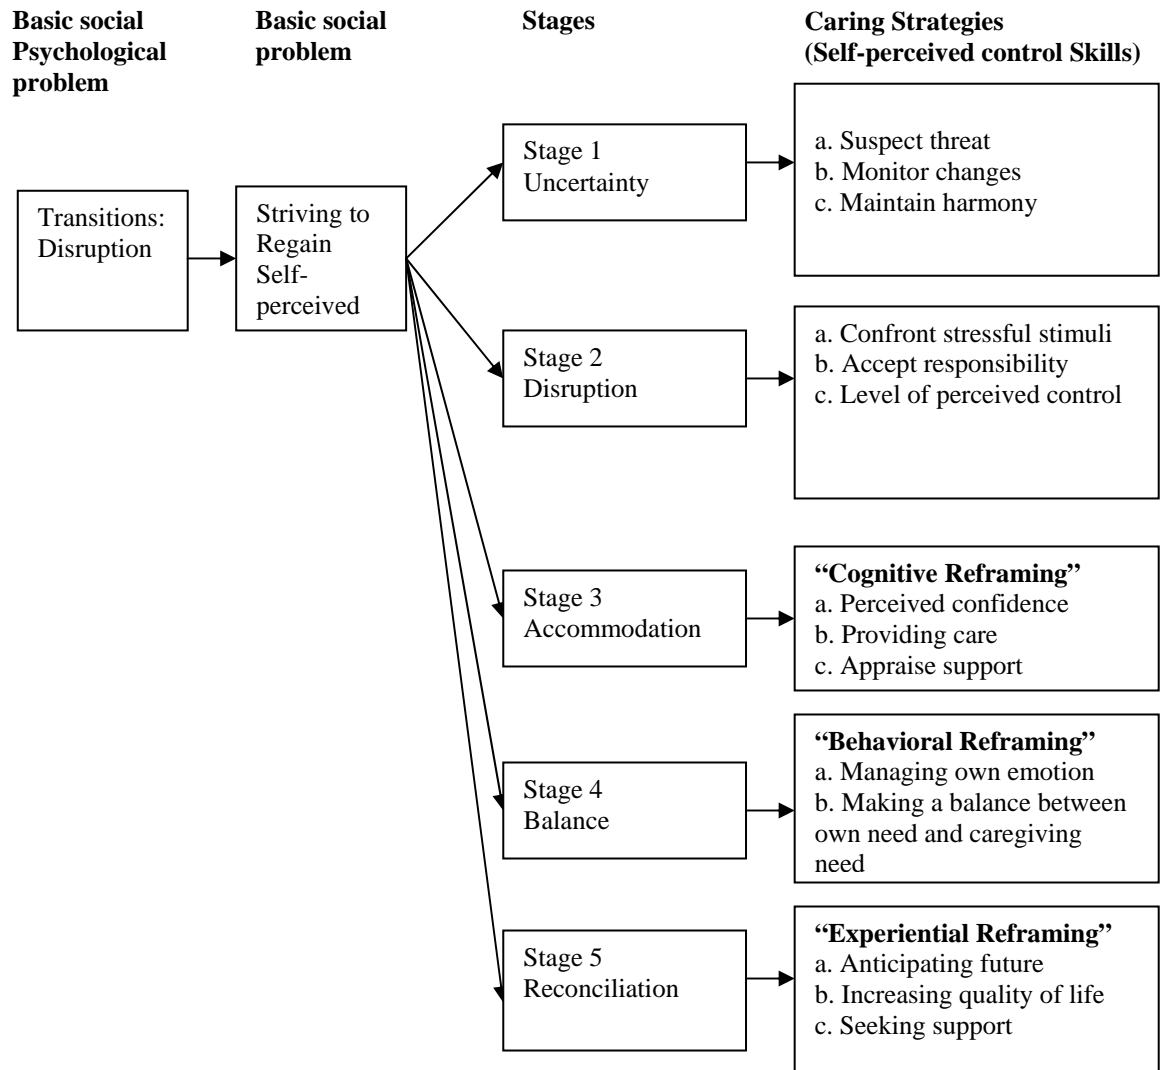 Basic social
Psychological
problem
Basic social
problem
Stages
Caring Strategies
(Self-perceived control Skills)
Transitions:
Disruption
Striving to
Regain
Self-
perceived
Stage 1
Uncertainty
a. Suspect threat
b. Monitor changes
c. Maintain harmony
Stage 2
Disruption
a. Confront stressful stimuli
b. Accept responsibility
c. Level of perceived control
Stage 3
Accommodation
“Cognitive Reframing”
a. Perceived confidence
b. Providing care
c. Appraise support
Stage 4
Balance
“Behavioral Reframing”
a. Managing own emotion
b. Making a balance between
own need and caregiving
need
Stage 5
Reconciliation
“Experiential Reframing”
a. Anticipating future
b. Increasing quality of life
c. Seeking support